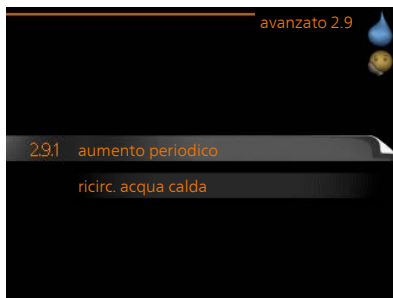 avanzato 2.9
2.9.1 aumento periodico
ricirc. acqua calda